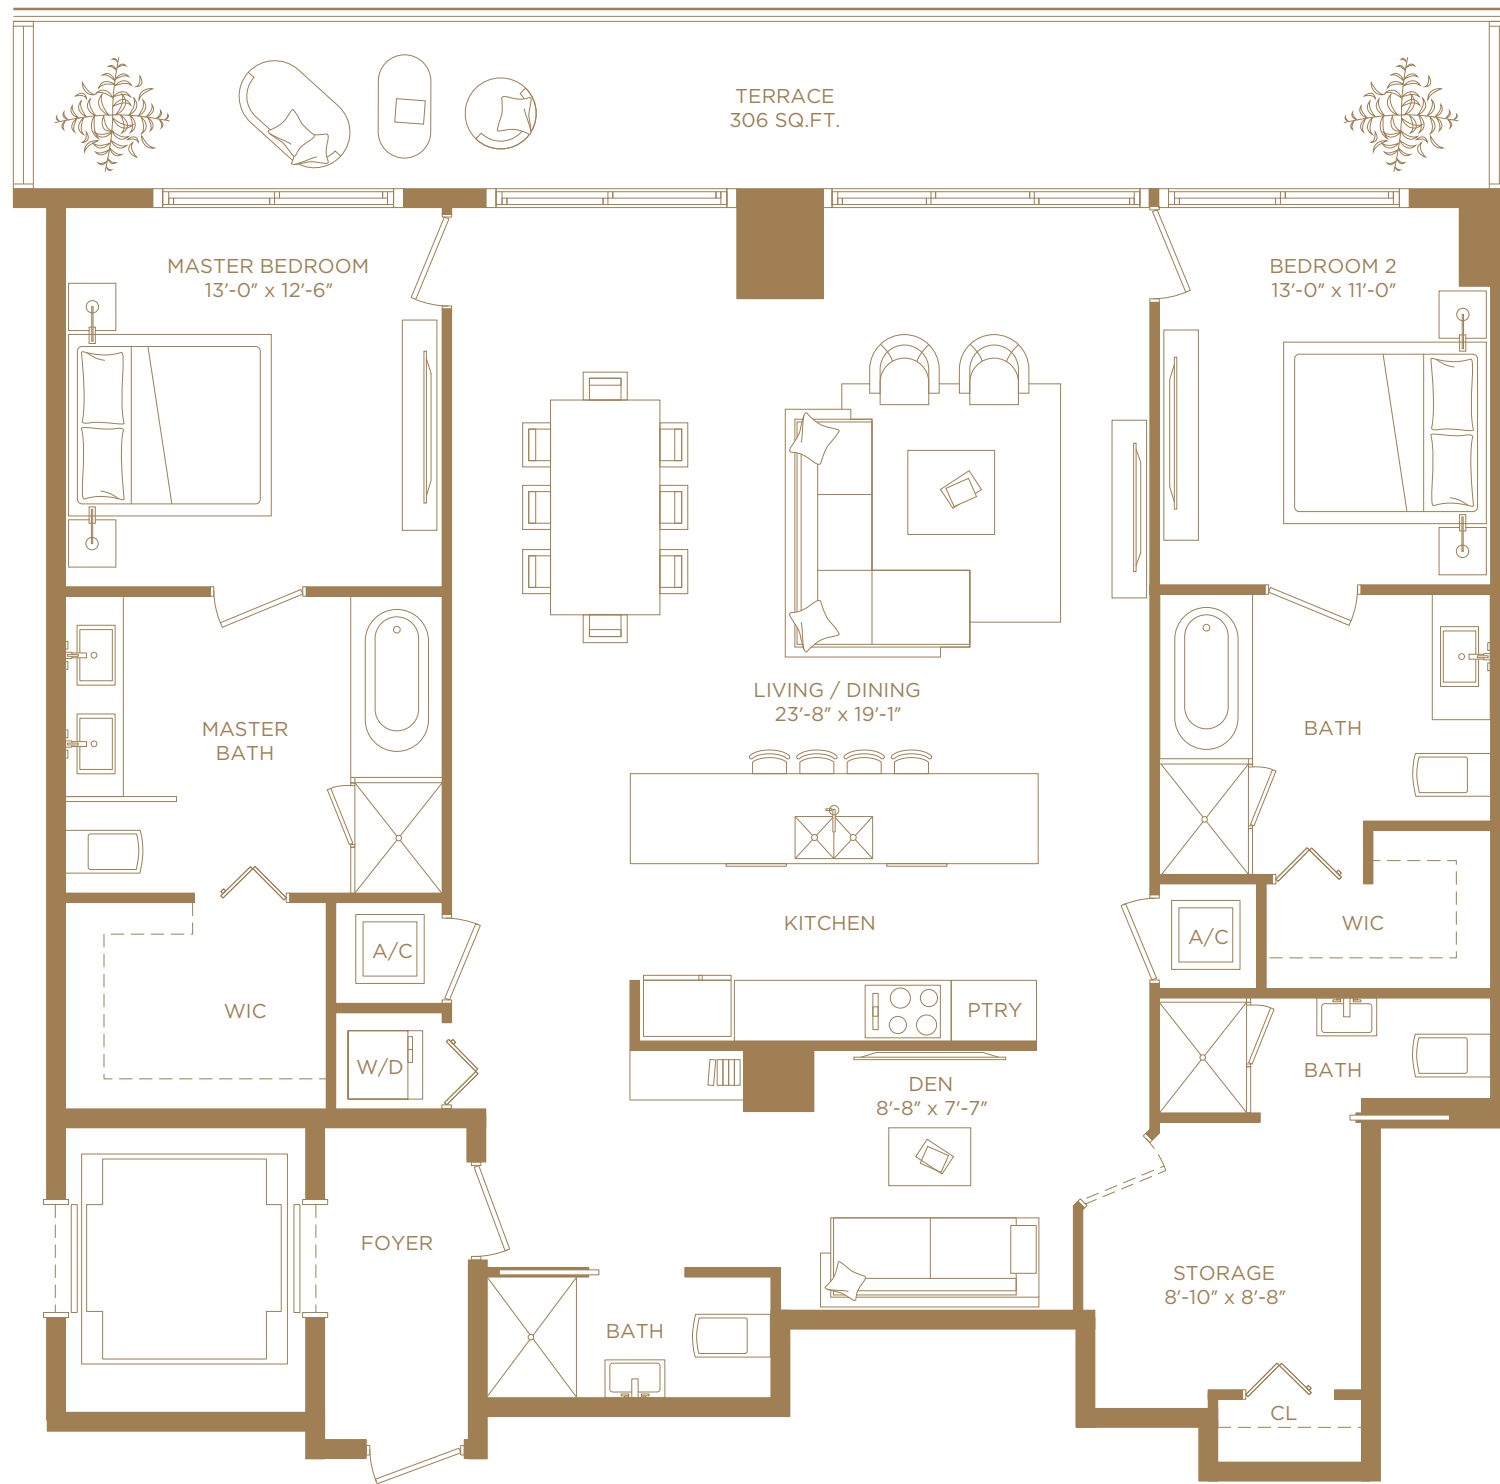 TERRACE
306 SQ.FT.
MASTER BEDROOM
13'-0" x 12'-6"
BEDROOM 2
13'-0" x 11'-0"
LIVING / DINING
23'-8" x 19'-1"
MASTER
BATH
BATH
KITCHEN
A/C
A/C
WIC
WIC
PTRY
W/D
DEN
8'-8" x 7'-7"
BATH
FOYER
STORAGE
8'-10" x 8'-8"
BATH
CL